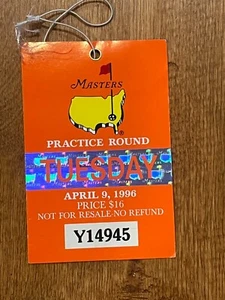 MASTERS
PRACTICE ROUND
TUESDAY
APRIL 9, 1996
PRICE $16
NOT FOR RESALE·NO REFUND
Y14945